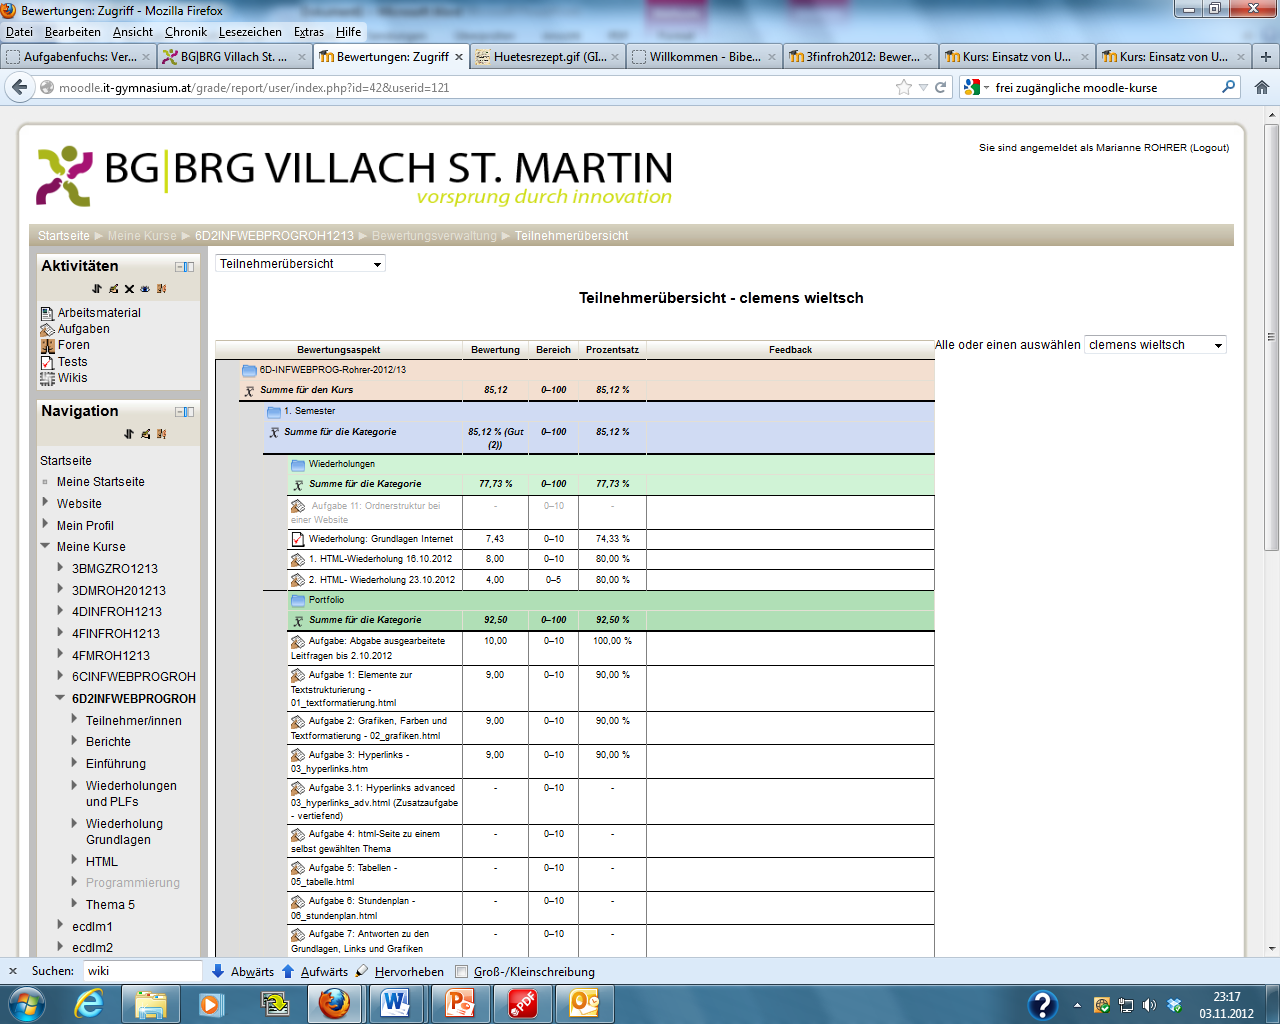 Bewertungen: Zugriff - Mozilla Firefox
Datei Bearbeiten Ansicht Chronik Lesezeichen Extras Hilfe
Aufgabenfuchs: Ver... × BG|BRG Villach St. ... × Bewertungen: Zugriff × Huetesrezept.gif (GI... × Willkommen - Bibe... × 3finfroh2012: Bewer... × Kurs: Einsatz von U... × Kurs: Einsatz von U... ×
moodle.it-gymnasium.at/grade/report/user/index.php?id=42&userid=121
frei zugängliche moodle-kurse
Sie sind angemeldet als Marianne ROHRER (Logout)
BG|BRG VILLACH ST. MARTIN
vorsprung durch innovation
Startseite ► Meine Kurse ► 6D2INFWEBPROGROH1213 ► Bewertungsverwaltung ► Teilnehmerübersicht
Aktivitäten
Arbeitsmaterial
Aufgaben
Foren
Tests
Wikis
Navigation
Startseite
Meine Startseite
Website
Mein Profil
Meine Kurse
3BMGZRO1213
3DMROH201213
4DINFROH1213
4FINFROH1213
4FMROH1213
6CINFWEBPROGROH
6D2INFWEBPROGROH
Teilnehmer/innen
Berichte
Einführung
Wiederholungen
und PLFs
Wiederholung
Grundlagen
HTML
Programmierung
Thema 5
ecdlm1
ecdlm2
Teilnehmerübersicht
Teilnehmerübersicht - clemens wieltsch
Alle oder einen auswählen clemens wieltsch
Bewertungsaspekt Bewertung Bereich Prozentsatz Feedback
6D-INFWEBPROG-Rohrer-2012/13
Summe für den Kurs 85,12 0–100 85,12 %
1. Semester
Summe für die Kategorie 85,12 % (Gut 0–100 85,12 %
(2))
Wiederholungen
Summe für die Kategorie 77,73 % 0–100 77,73 %
Aufgabe 11: Ordnerstruktur bei - 0–10 -
einer Website
Wiederholung: Grundlagen Internet 7,43 0–10 74,33 %
1. HTML-Wiederholung 16.10.2012 8,00 0–10 80,00 %
2. HTML- Wiederholung 23.10.2012 4,00 0–5 80,00 %
Portfolio
Summe für die Kategorie 92,50 0–100 92,50 %
Aufgabe: Abgabe ausgearbeitete 10,00 0–10 100,00 %
Leitfragen bis 2.10.2012
Aufgabe 1: Elemente zur 9,00 0–10 90,00 %
Textstrukturierung -
01_textformatierung.html
Aufgabe 2: Grafiken, Farben und 9,00 0–10 90,00 %
Textformatierung - 02_grafiken.html
Aufgabe 3: Hyperlinks - 9,00 0–10 90,00 %
03_hyperlinks.htm
Aufgabe 3.1: Hyperlinks advanced - 0–10 -
03_hyperlinks_adv.html (Zusatzaufgabe
- vertiefend)
Aufgabe 4: html-Seite zu einem - 0–10 -
selbst gewählten Thema
Aufgabe 5: Tabellen - - 0–10 -
05_tabelle.html
Aufgabe 6: Stundenplan - - 0–10 -
06_stundenplan.html
Aufgabe 7: Antworten zu den - 0–10 -
Grundlagen, Links und Grafiken
× Suchen: wiki Abwärts Aufwärts Hervorheben Groß-/Kleinschreibung
23:17
03.11.2012